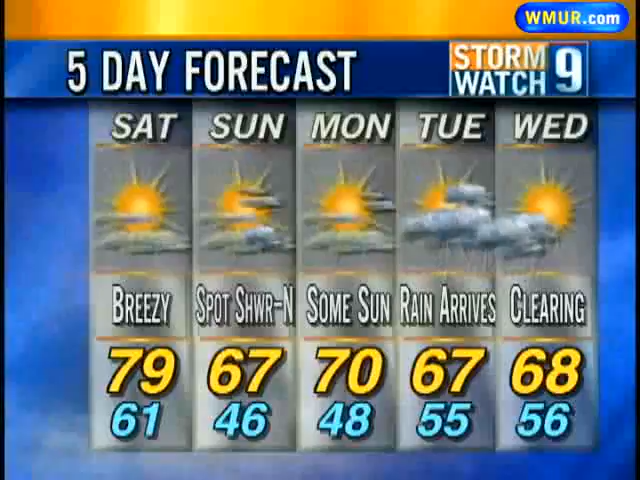 WMUR.com
5 DAY FORECAST
STORM
WATCH 9
SAT SUN MON TUE WED
BREEZY SPOT SHWR-N SOME SUN RAIN ARRIVES CLEARING
79 67 70 67 68
61 46 48 55 56